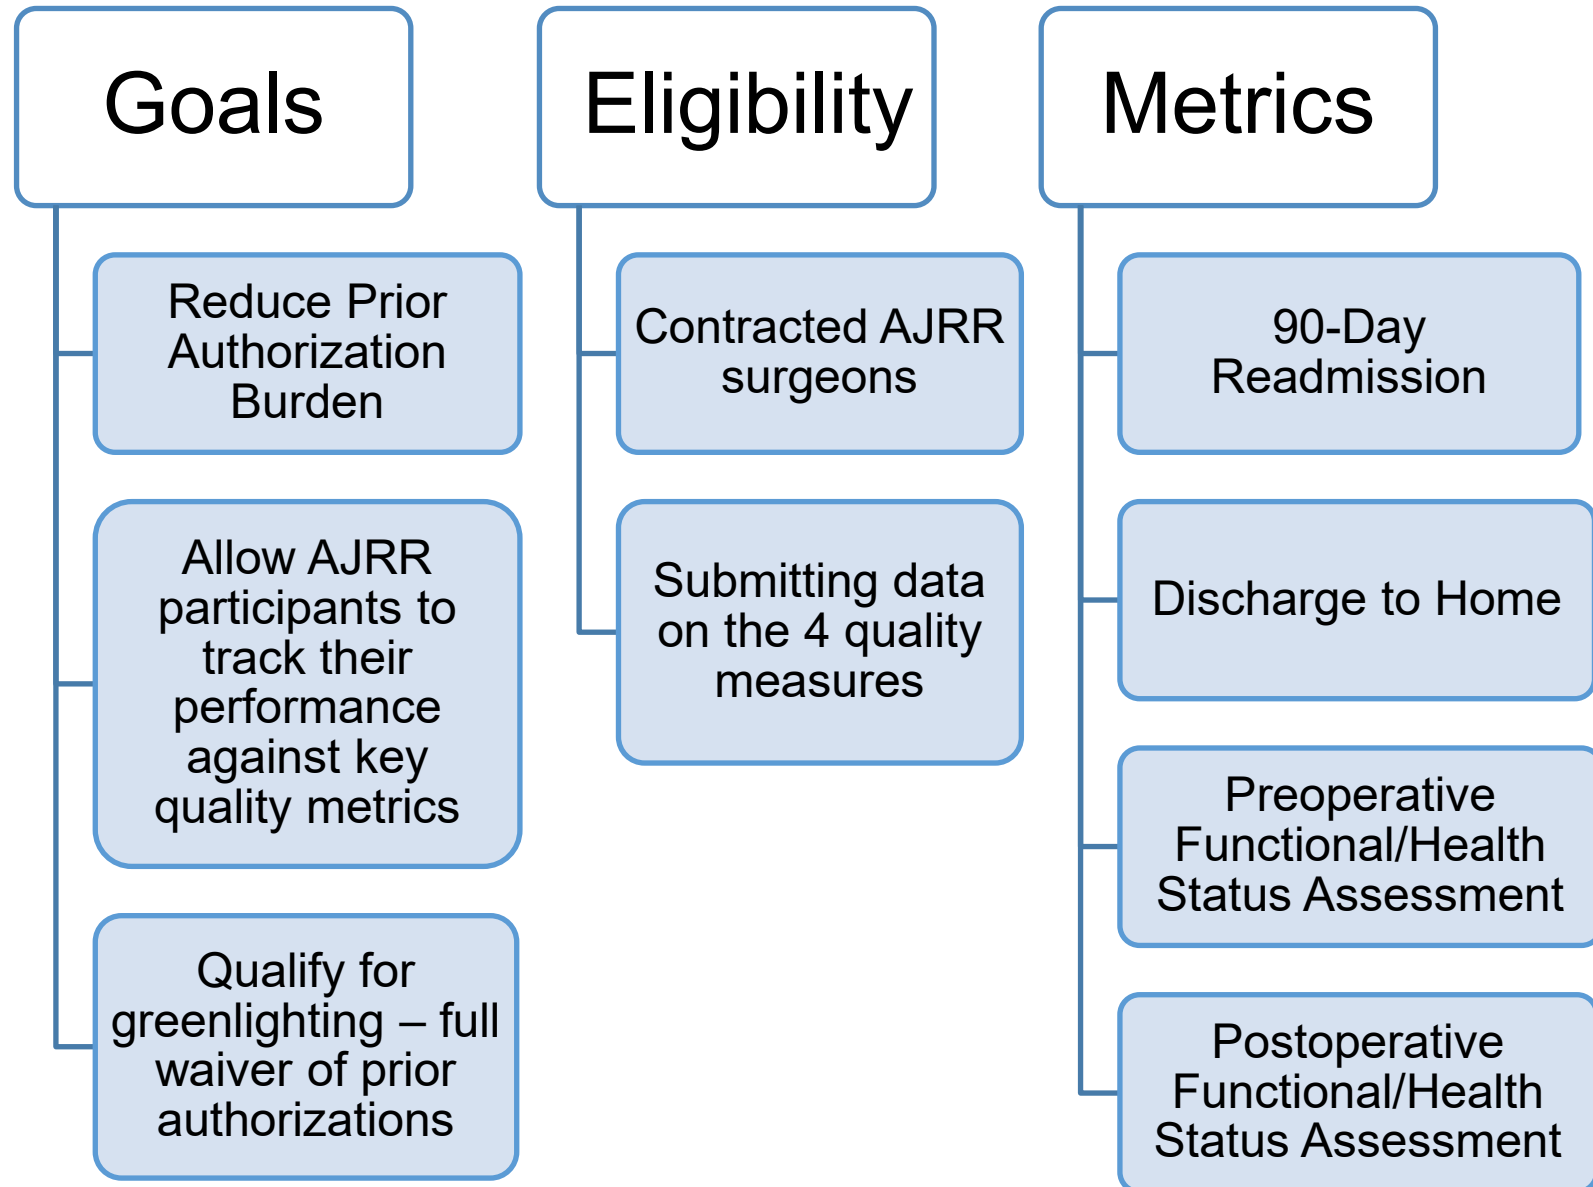 Goals
Reduce Prior
Authorization
Burden
Allow AJRR
participants to
track their
performance
against key
quality metrics
Qualify for
greenlighting – full
waiver of prior
authorizations
Eligibility
Contracted AJRR
surgeons
Submitting data
on the 4 quality
measures
Metrics
90-Day
Readmission
Discharge to Home
Preoperative
Functional/Health
Status Assessment
Postoperative
Functional/Health
Status Assessment